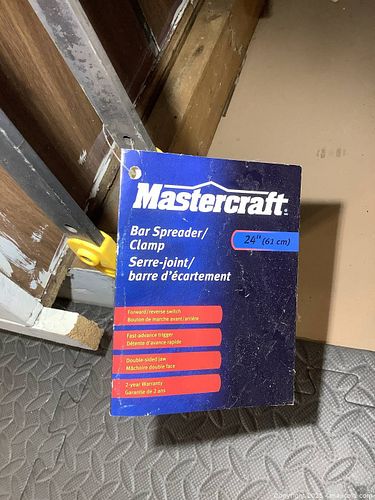 Mastercraft
Bar Spreader/
Clamp
24" (61 cm)
Serre-joint/
barre d'écartement
Forward/reverse switch
Bouton de marche avant/arrière
Fast-advance trigger
Détente d'avance rapide
Double-sided jaw
Mâchoire double face
2-year Warranty
Garantie de 2 ans